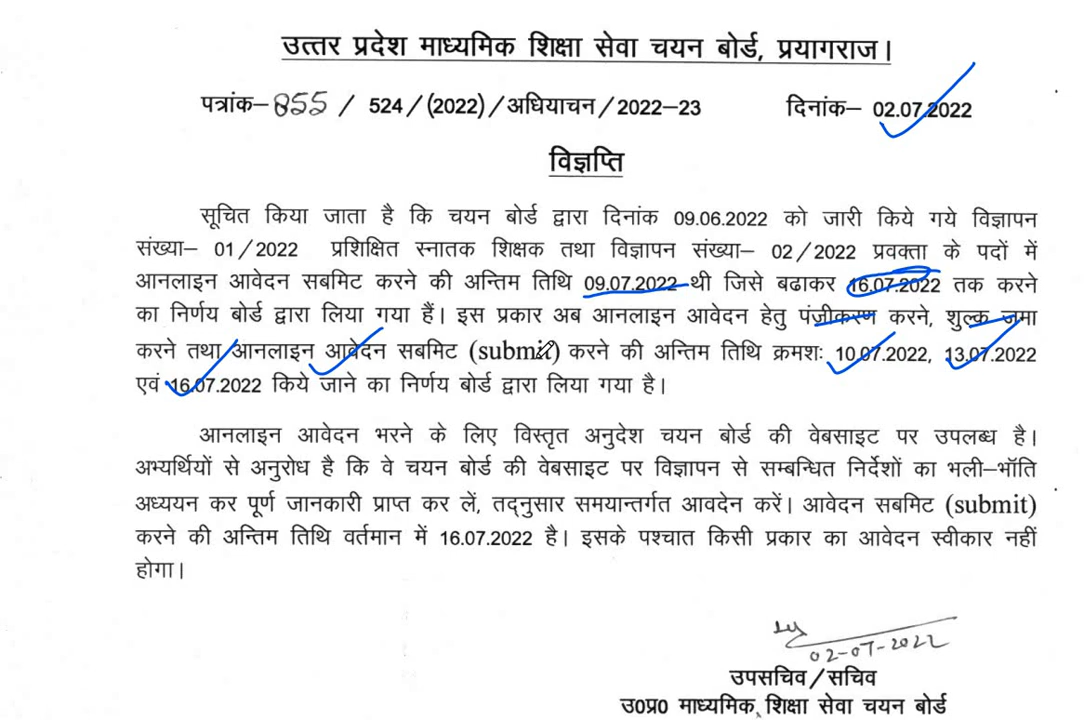 उत्तर प्रदेश माध्यमिक शिक्षा सेवा चयन बोर्ड, प्रयागराज।
पत्रांक– 855 / 524 / (2022) / अधियाचन / 2022–23 दिनांक– 02.07.2022
विज्ञप्ति
सूचित किया जाता है कि चयन बोर्ड द्वारा दिनांक 09.06.2022 को जारी किये गये विज्ञापन
संख्या– 01/2022 प्रशिक्षित स्नातक शिक्षक तथा विज्ञापन संख्या– 02/2022 प्रवक्ता के पदों में
आनलाइन आवेदन सबमिट करने की अन्तिम तिथि 09.07.2022 थी जिसे बढाकर 16.07.2022 तक करने
का निर्णय बोर्ड द्वारा लिया गया हैं। इस प्रकार अब आनलाइन आवेदन हेतु पंजीकरण करने, शुल्क जमा
करने तथा आनलाइन आवेदन सबमिट (submit) करने की अन्तिम तिथि क्रमशः 10.07.2022, 13.07.2022
एवं 16.07.2022 किये जाने का निर्णय बोर्ड द्वारा लिया गया है।
आनलाइन आवेदन भरने के लिए विस्तृत अनुदेश चयन बोर्ड की वेबसाइट पर उपलब्ध है।
अभ्यर्थियों से अनुरोध है कि वे चयन बोर्ड की वेबसाइट पर विज्ञापन से सम्बन्धित निर्देशों का भली–भॉति
अध्ययन कर पूर्ण जानकारी प्राप्त कर लें, तद्नुसार समयान्तर्गत आवदेन करें। आवेदन सबमिट (submit)
करने की अन्तिम तिथि वर्तमान में 16.07.2022 है। इसके पश्चात किसी प्रकार का आवेदन स्वीकार नहीं
होगा।
02-07-2022
उपसचिव/सचिव
उ0प्र0 माध्यमिक शिक्षा सेवा चयन बोर्ड